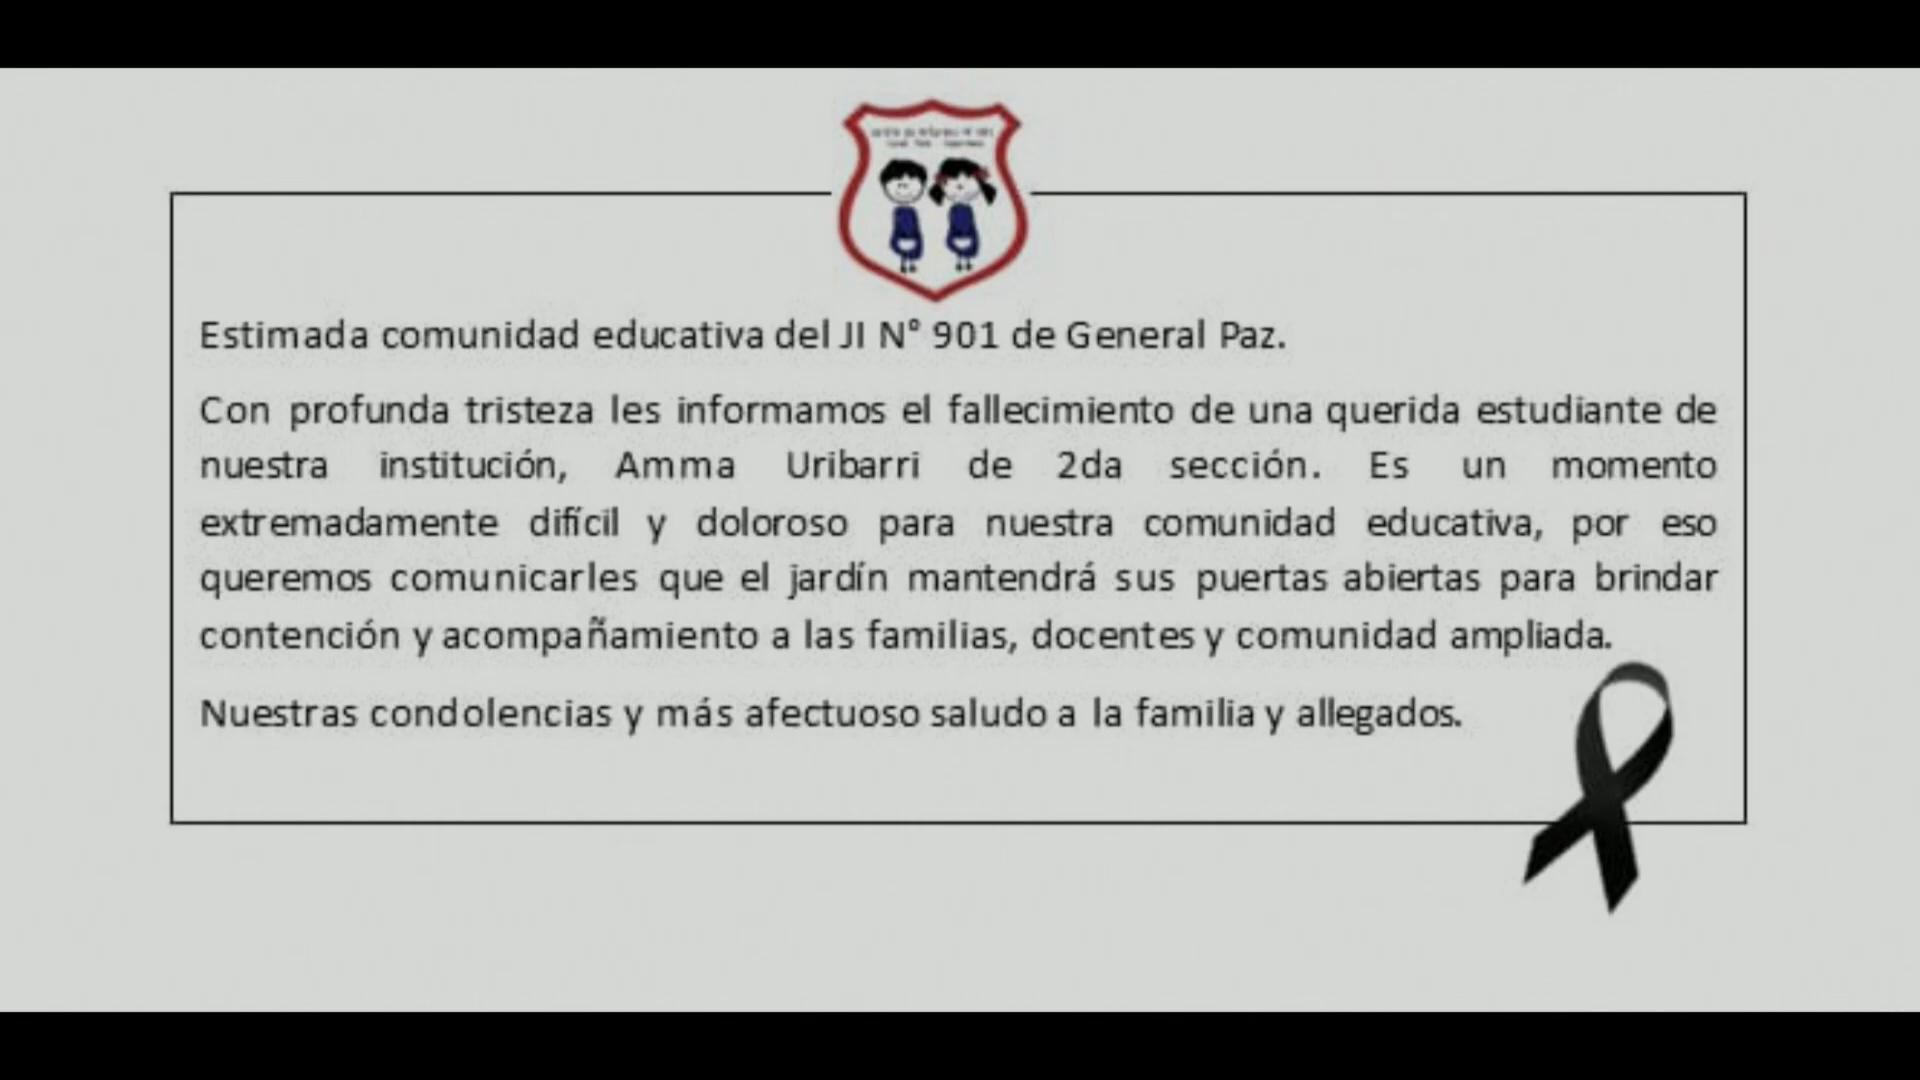 Estimada comunidad educativa del JI N° 901 de General Paz.
Con profunda tristeza les informamos el fallecimiento de una querida estudiante de
nuestra institución, Amma Uribarri de 2da sección. Es un momento
extremadamente difícil y doloroso para nuestra comunidad educativa, por eso
queremos comunicarles que el jardín mantendrá sus puertas abiertas para brindar
contención y acompañamiento a las familias, docentes y comunidad ampliada.
Nuestras condolencias y más afectuoso saludo a la familia y allegados.